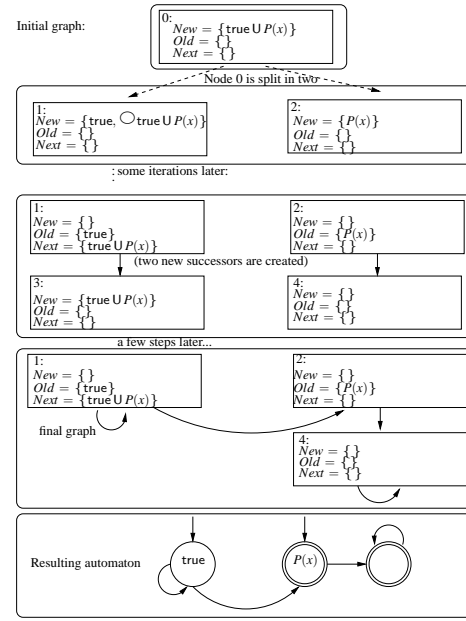 Initial graph:
0:
New = {true U P(x)}
Old = {}
Next = {}
Node 0 is split in two
1:
New = {true, ◯true U P(x)}
Old = {}
Next = {}
2:
New = {P(x)}
Old = {}
Next = {}
some iterations later:
1:
New = {}
Old = {true}
Next = {true U P(x)}
2:
New = {}
Old = {P(x)}
Next = {}
(two new successors are created)
3:
New = {true U P(x)}
Old = {}
Next = {}
4:
New = {}
Old = {}
Next = {}
a few steps later...
1:
New = {}
Old = {true}
Next = {true U P(x)}
2:
New = {}
Old = {P(x)}
Next = {}
final graph
4:
New = {}
Old = {}
Next = {}
Resulting automaton
true
P(x)